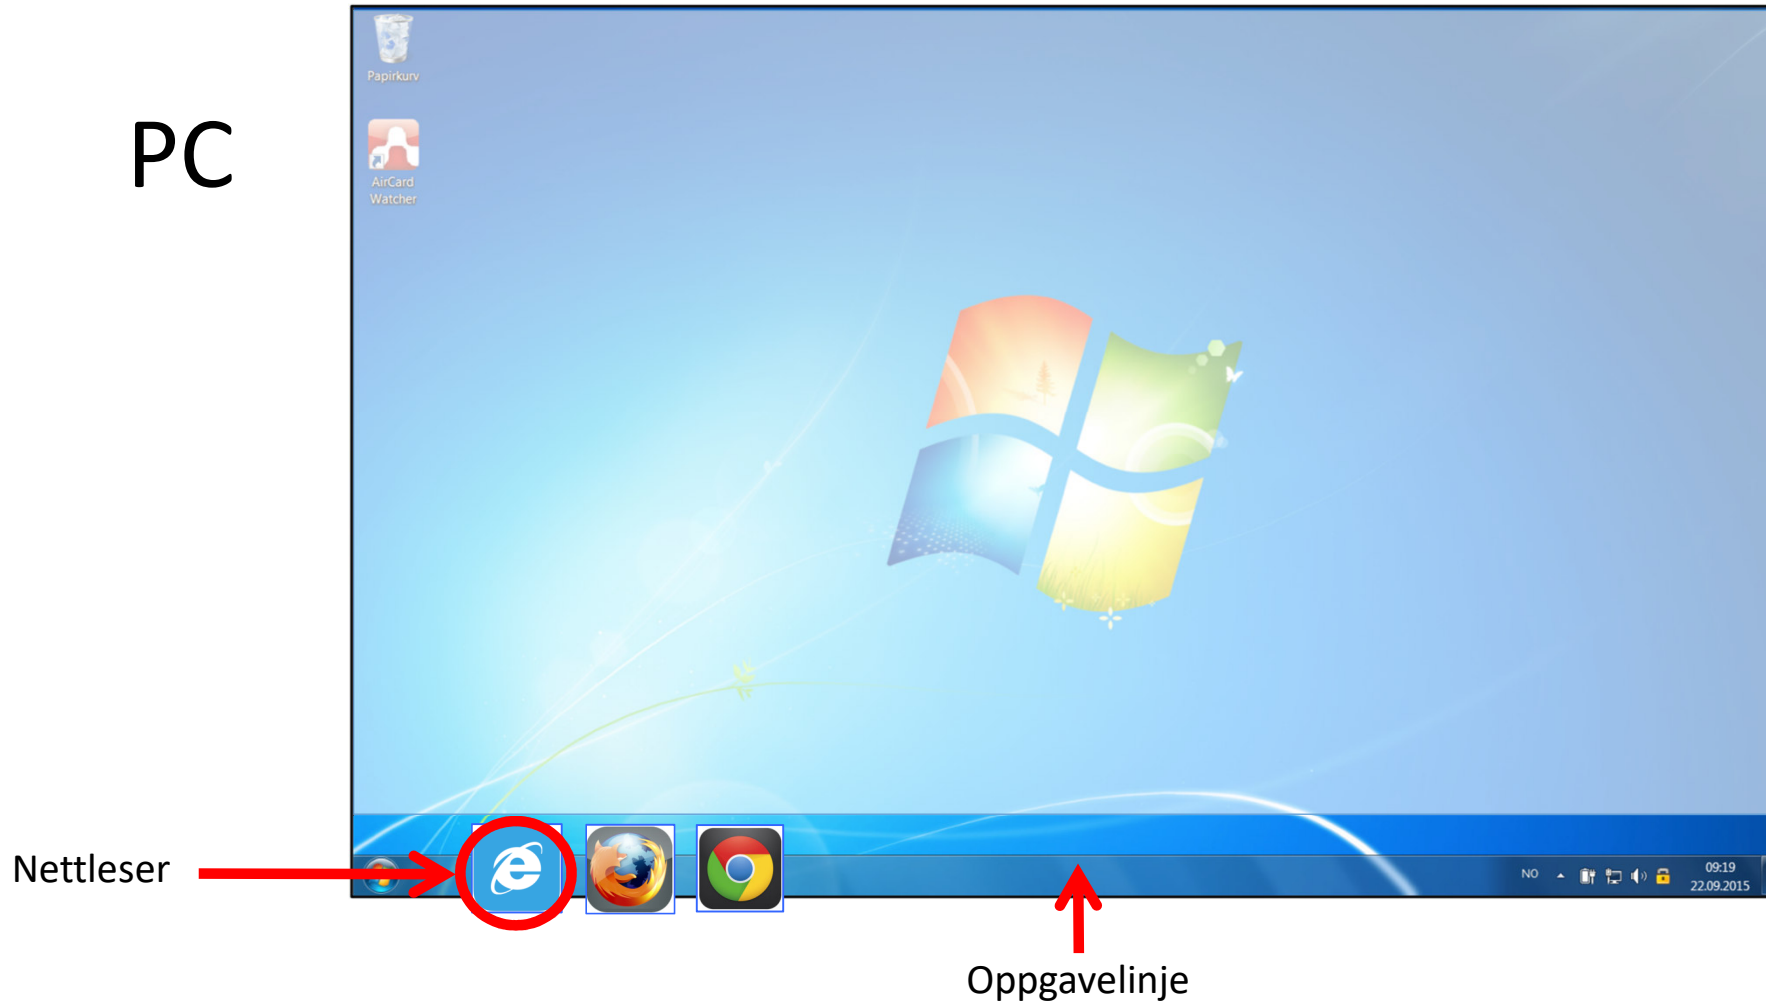 PC
Papirkurv
AirCard
Watcher
Nettleser
NO
09:19
22.09.2015
Oppgavelinje